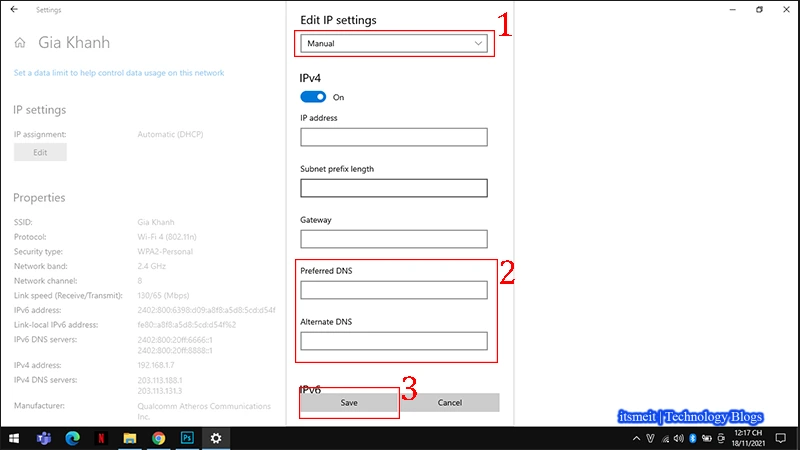 Settings
Gia Khanh
Set a data limit to help control data usage on this network
IP settings
IP assignment: Automatic (DHCP)
Edit
Properties
SSID: Gia Khanh
Protocol: Wi-Fi 4 (802.11n)
Security type: WPA2-Personal
Network band: 2.4 GHz
Network channel: 8
Link speed (Receive/Transmit): 130/65 (Mbps)
IPv6 address: 2402:800:6398:d09:a8f8:a5d8:5cd:d54f
Link-local IPv6 address: fe80::a8f8:a5d8:5cd:d54f%2
IPv6 DNS servers: 2402:800:20ff:6666::1
2402:800:20ff:8888::1
IPv4 address: 192.168.1.7
IPv4 DNS servers: 203.113.188.1
203.113.131.3
Manufacturer: Qualcomm Atheros Communications
Inc.
Edit IP settings
1
Manual
IPv4
On
IP address
Subnet prefix length
Gateway
2
Preferred DNS
Alternate DNS
IPv6
3
Save
Cancel
itsmeit | Technology Blogs
12:17 CH
18/11/2021